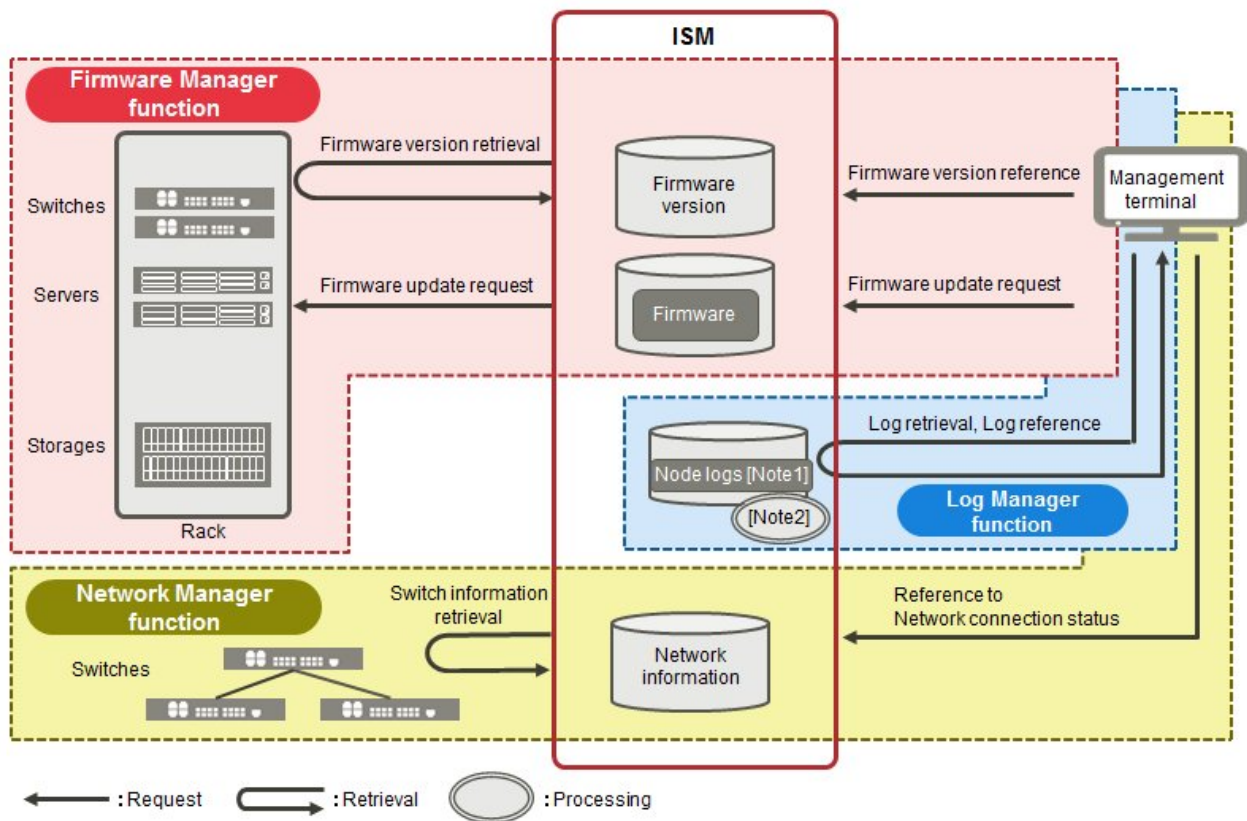 ISM
Firmware Manager
function
Firmware version retrieval
Firmware
version
Firmware version reference
Management
terminal
Switches
Servers
Firmware update request
Firmware
Firmware update request
Storages
Rack
Node logs [Note1]
[Note2]
Log retrieval, Log reference
Log Manager
function
Network Manager
function
Switch information
retrieval
Switches
Network
information
Reference to
Network connection status
: Request
: Retrieval
: Processing